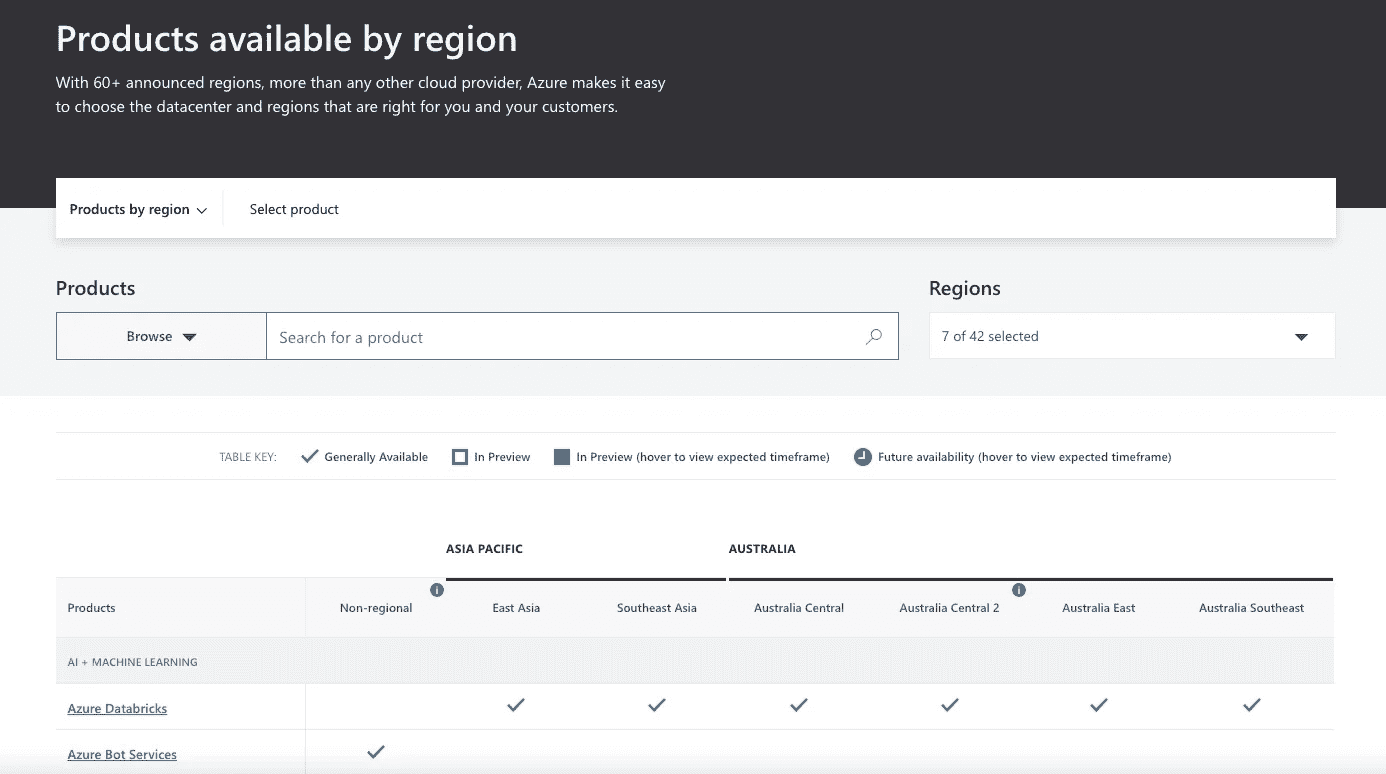 Products available by region
With 60+ announced regions, more than any other cloud provider, Azure makes it easy
to choose the datacenter and regions that are right for you and your customers.
Products by region
Select product
Products
Regions
Browse
Search for a product
7 of 42 selected
TABLE KEY:
Generally Available
In Preview
In Preview (hover to view expected timeframe)
Future availability (hover to view expected timeframe)
ASIA PACIFIC
AUSTRALIA
Products
Non-regional
East Asia
Southeast Asia
Australia Central
Australia Central 2
Australia East
Australia Southeast
AI + MACHINE LEARNING
Azure Databricks
Azure Bot Services